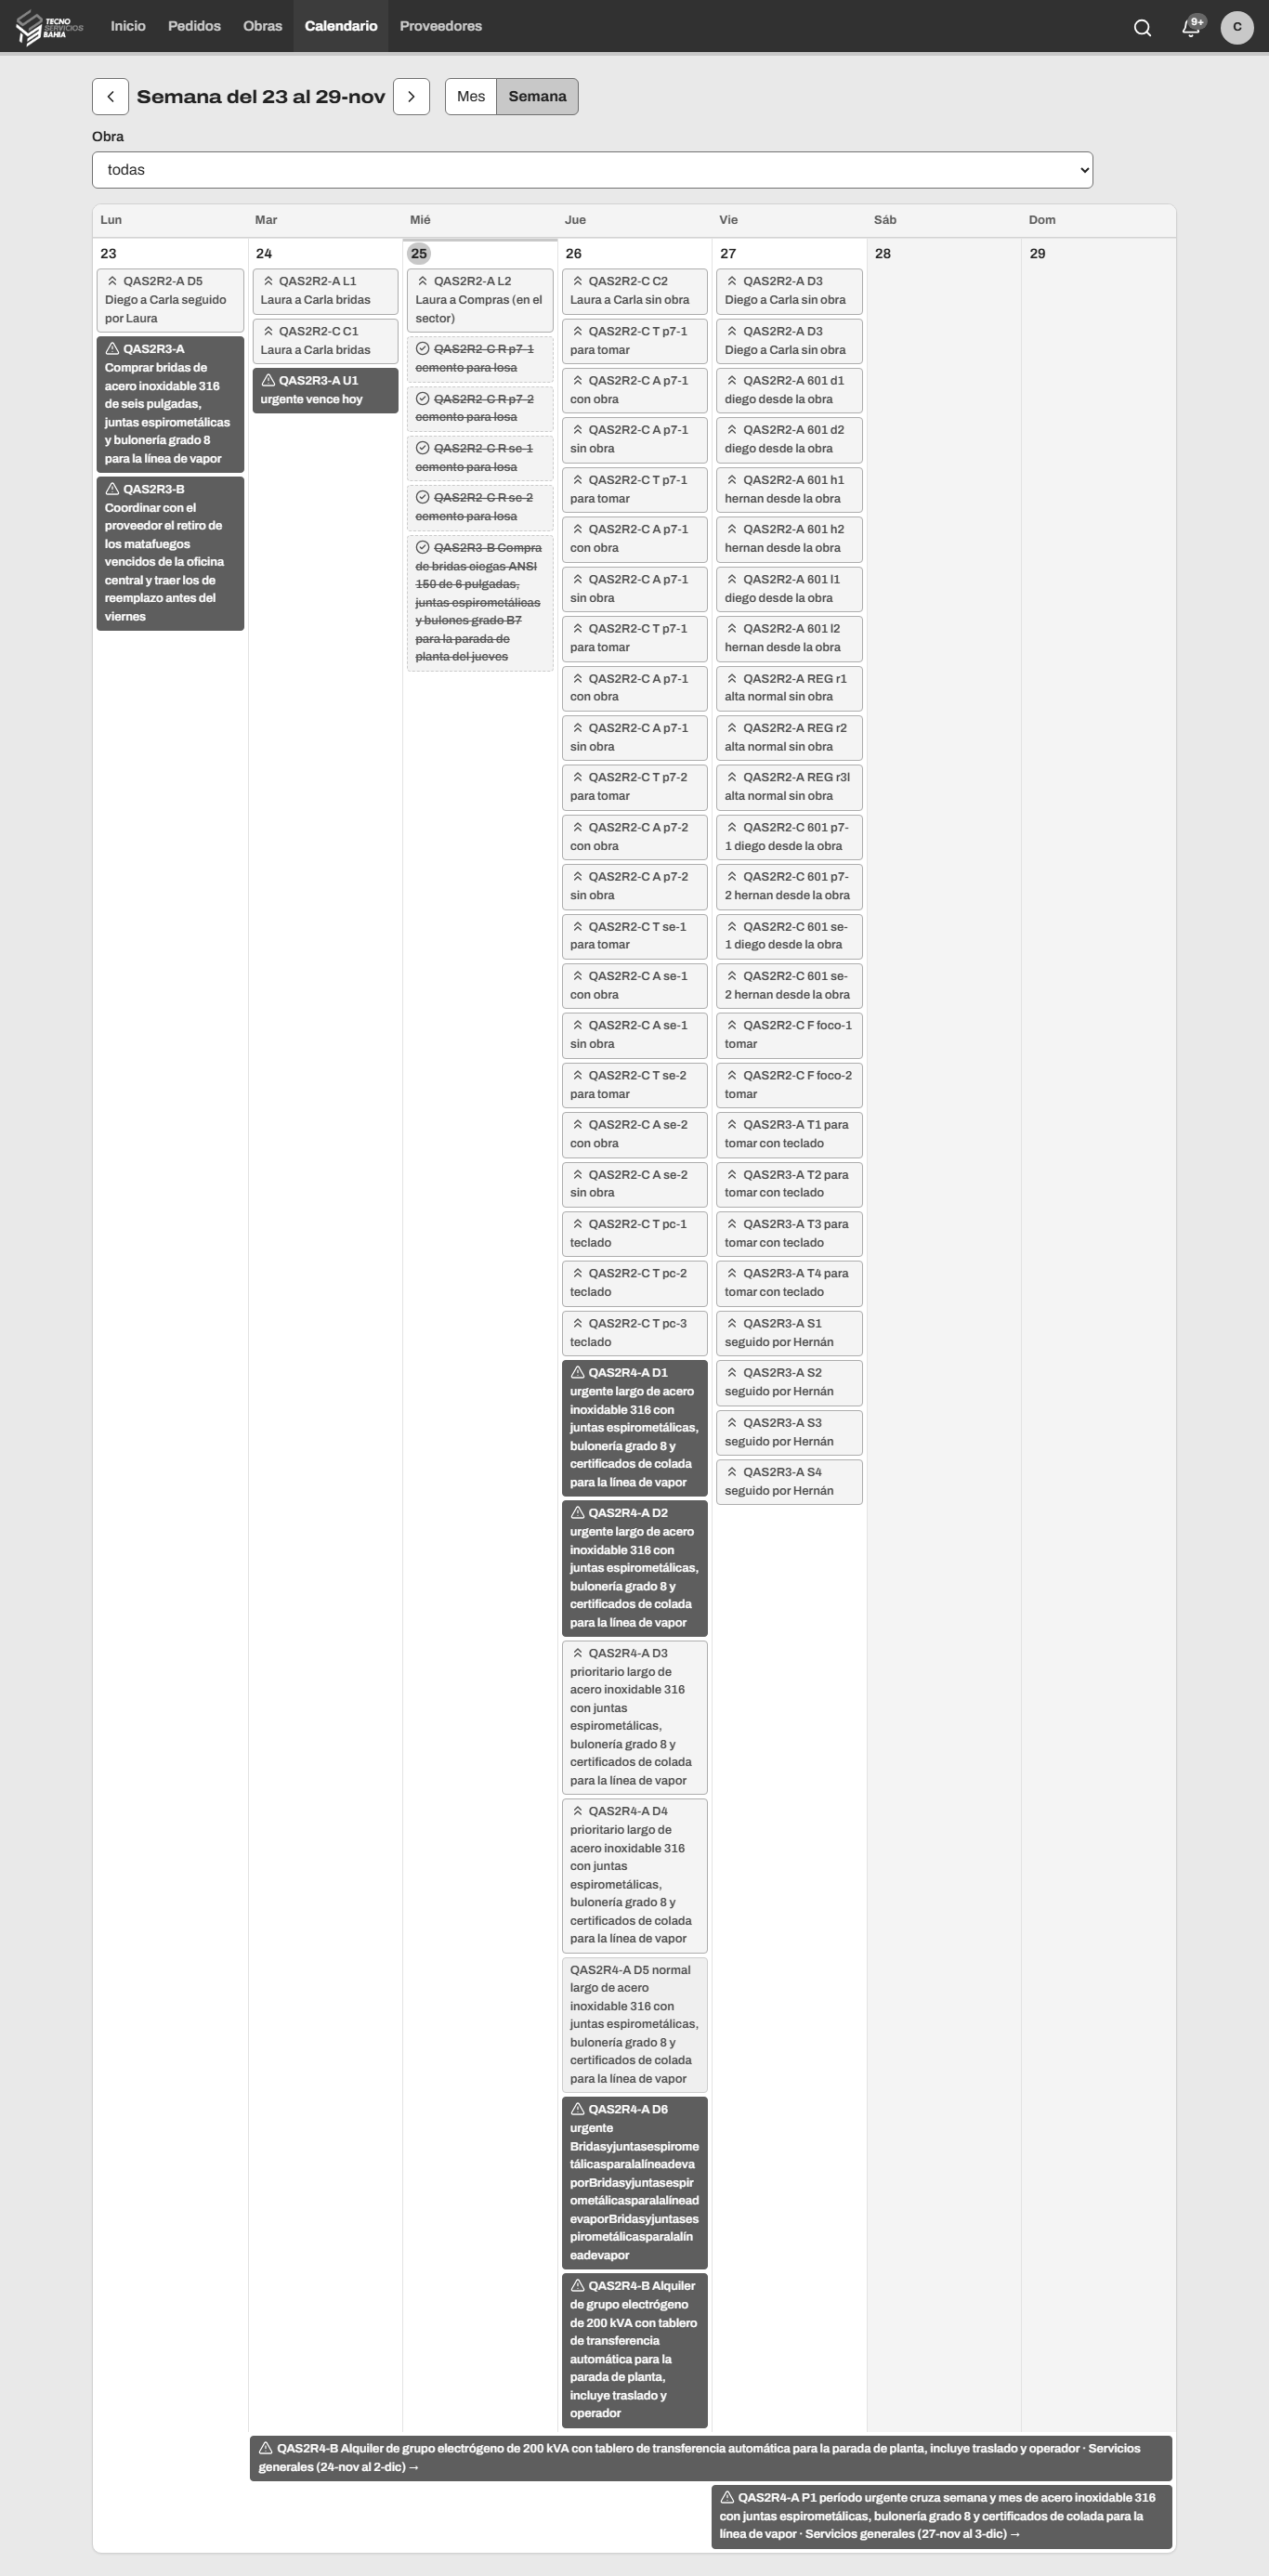 TECNO
SERVICIOS
BAHIA
Inicio
Pedidos
Obras
Calendario
Proveedores
9+
C
Semana del 23 al 29-nov
Mes
Semana
Obra
todas
Lun
Mar
Mié
Jue
Vie
Sáb
Dom
23
QAS2R2-A D5
Diego a Carla seguido
por Laura
QAS2R3-A
Comprar bridas de
acero inoxidable 316
de seis pulgadas,
juntas espirometálicas
y bulonería grado 8
para la línea de vapor
QAS2R3-B
Coordinar con el
proveedor el retiro de
los matafuegos
vencidos de la oficina
central y traer los de
reemplazo antes del
viernes
24
QAS2R2-A L1
Laura a Carla bridas
QAS2R2-C C1
Laura a Carla bridas
QAS2R3-A U1
urgente vence hoy
25
QAS2R2-A L2
Laura a Compras (en el
sector)
QAS2R2-C R p7-1
cemento para losa
QAS2R2-C R p7-2
cemento para losa
QAS2R2-C R se-1
cemento para losa
QAS2R2-C R se-2
cemento para losa
QAS2R3-B Compra
de bridas ciegas ANSI
150 de 6 pulgadas,
juntas espirometálicas
y bulones grado B7
para la parada de
planta del jueves
26
QAS2R2-C C2
Laura a Carla sin obra
QAS2R2-C T p7-1
para tomar
QAS2R2-C A p7-1
con obra
QAS2R2-C A p7-1
sin obra
QAS2R2-C T p7-1
para tomar
QAS2R2-C A p7-1
con obra
QAS2R2-C A p7-1
sin obra
QAS2R2-C T p7-1
para tomar
QAS2R2-C A p7-1
con obra
QAS2R2-C A p7-1
sin obra
QAS2R2-C T p7-2
para tomar
QAS2R2-C A p7-2
con obra
QAS2R2-C A p7-2
sin obra
QAS2R2-C T se-1
para tomar
QAS2R2-C A se-1
con obra
QAS2R2-C A se-1
sin obra
QAS2R2-C T se-2
para tomar
QAS2R2-C A se-2
con obra
QAS2R2-C A se-2
sin obra
QAS2R2-C T pc-1
teclado
QAS2R2-C T pc-2
teclado
QAS2R2-C T pc-3
teclado
QAS2R4-A D1
urgente largo de acero
inoxidable 316 con
juntas espirometálicas,
bulonería grado 8 y
certificados de colada
para la línea de vapor
QAS2R4-A D2
urgente largo de acero
inoxidable 316 con
juntas espirometálicas,
bulonería grado 8 y
certificados de colada
para la línea de vapor
QAS2R4-A D3
prioritario largo de
acero inoxidable 316
con juntas
espirometálicas,
bulonería grado 8 y
certificados de colada
para la línea de vapor
QAS2R4-A D4
prioritario largo de
acero inoxidable 316
con juntas
espirometálicas,
bulonería grado 8 y
certificados de colada
para la línea de vapor
QAS2R4-A D5 normal
largo de acero
inoxidable 316 con
juntas espirometálicas,
bulonería grado 8 y
certificados de colada
para la línea de vapor
QAS2R4-A D6
urgente
Bridasyjuntasespirome
tálicasparalalíneadeva
porBridasyjuntasespir
ometálicasparalalínead
evaporBridasyjuntases
pirometálicasparalalín
eadevapor
QAS2R4-B Alquiler
de grupo electrógeno
de 200 kVA con tablero
de transferencia
automática para la
parada de planta,
incluye traslado y
operador
27
QAS2R2-A D3
Diego a Carla sin obra
QAS2R2-A D3
Diego a Carla sin obra
QAS2R2-A 601 d1
diego desde la obra
QAS2R2-A 601 d2
diego desde la obra
QAS2R2-A 601 h1
hernan desde la obra
QAS2R2-A 601 h2
hernan desde la obra
QAS2R2-A 601 l1
diego desde la obra
QAS2R2-A 601 l2
hernan desde la obra
QAS2R2-A REG r1
alta normal sin obra
QAS2R2-A REG r2
alta normal sin obra
QAS2R2-A REG r3l
alta normal sin obra
QAS2R2-C 601 p7-
1 diego desde la obra
QAS2R2-C 601 p7-
2 hernan desde la obra
QAS2R2-C 601 se-
1 diego desde la obra
QAS2R2-C 601 se-
2 hernan desde la obra
QAS2R2-C F foco-1
tomar
QAS2R2-C F foco-2
tomar
QAS2R3-A T1 para
tomar con teclado
QAS2R3-A T2 para
tomar con teclado
QAS2R3-A T3 para
tomar con teclado
QAS2R3-A T4 para
tomar con teclado
QAS2R3-A S1
seguido por Hernán
QAS2R3-A S2
seguido por Hernán
QAS2R3-A S3
seguido por Hernán
QAS2R3-A S4
seguido por Hernán
28
29
QAS2R4-B Alquiler de grupo electrógeno de 200 kVA con tablero de transferencia automática para la parada de planta, incluye traslado y operador · Servicios
generales (24-nov al 2-dic) →
QAS2R4-A P1 período urgente cruza semana y mes de acero inoxidable 316
con juntas espirometálicas, bulonería grado 8 y certificados de colada para la
línea de vapor · Servicios generales (27-nov al 3-dic) →